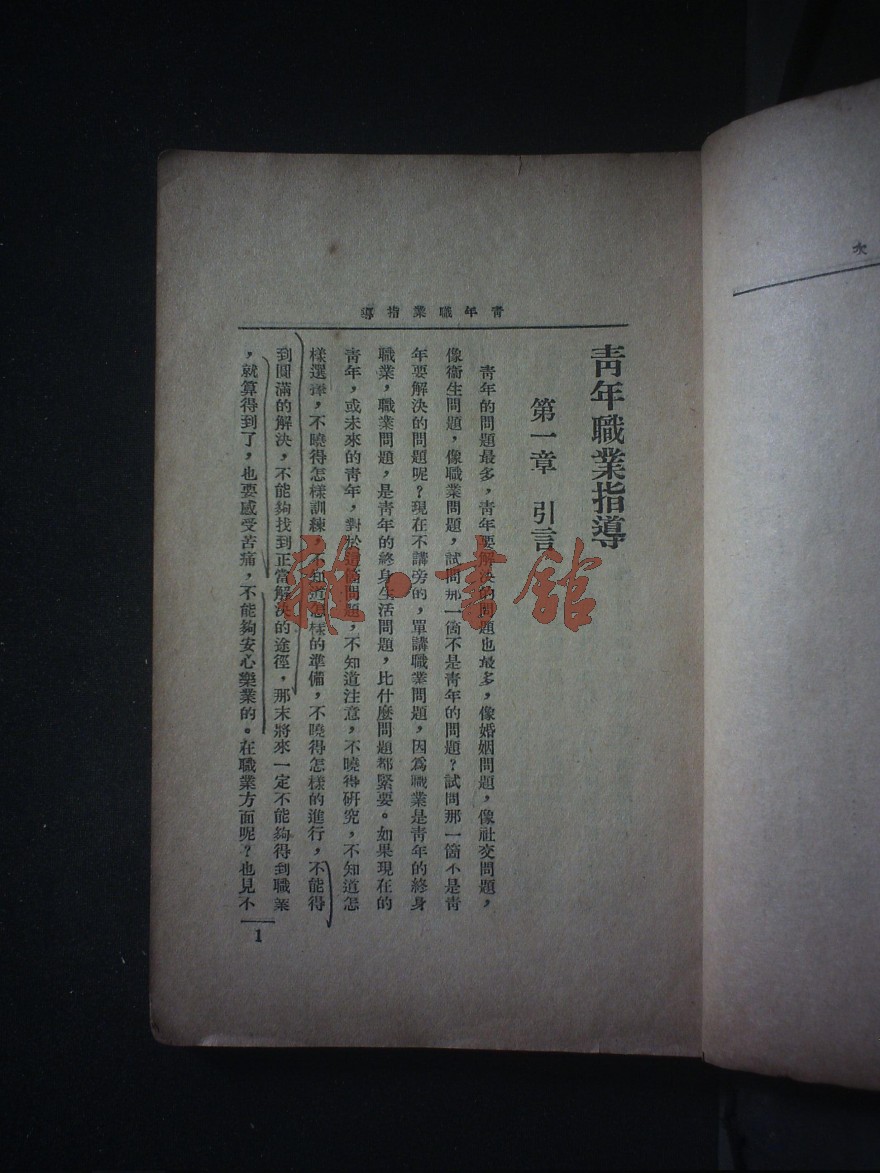 青年職業指導
青年職業指導
第一章　引言
青年的問題最多，青年要解決的問題也最多，像婚姻問題，像社交問題，
像衞生問題，像職業問題，試問那一箇不是青年的問題？試問那一箇不是青
年要解決的問題呢？現在不講旁的，單講職業問題，因爲職業是青年的終身
職業，職業問題，是青年的終身生活問題，比什麼問題都緊要。如果現在的
青年，或未來的青年，對於這箇問題，不知道注意，不曉得研究，不知道怎
樣選擇，不曉得怎樣訓練，不知道怎樣的準備，不曉得怎樣的進行，不能得
到圓滿的解決，不能夠找到正當解決的途徑，那末將來一定不能夠得到職業
，就算得到了，也要感受苦痛，不能夠安心樂業的。在職業方面呢？也見不
1
雜·書館